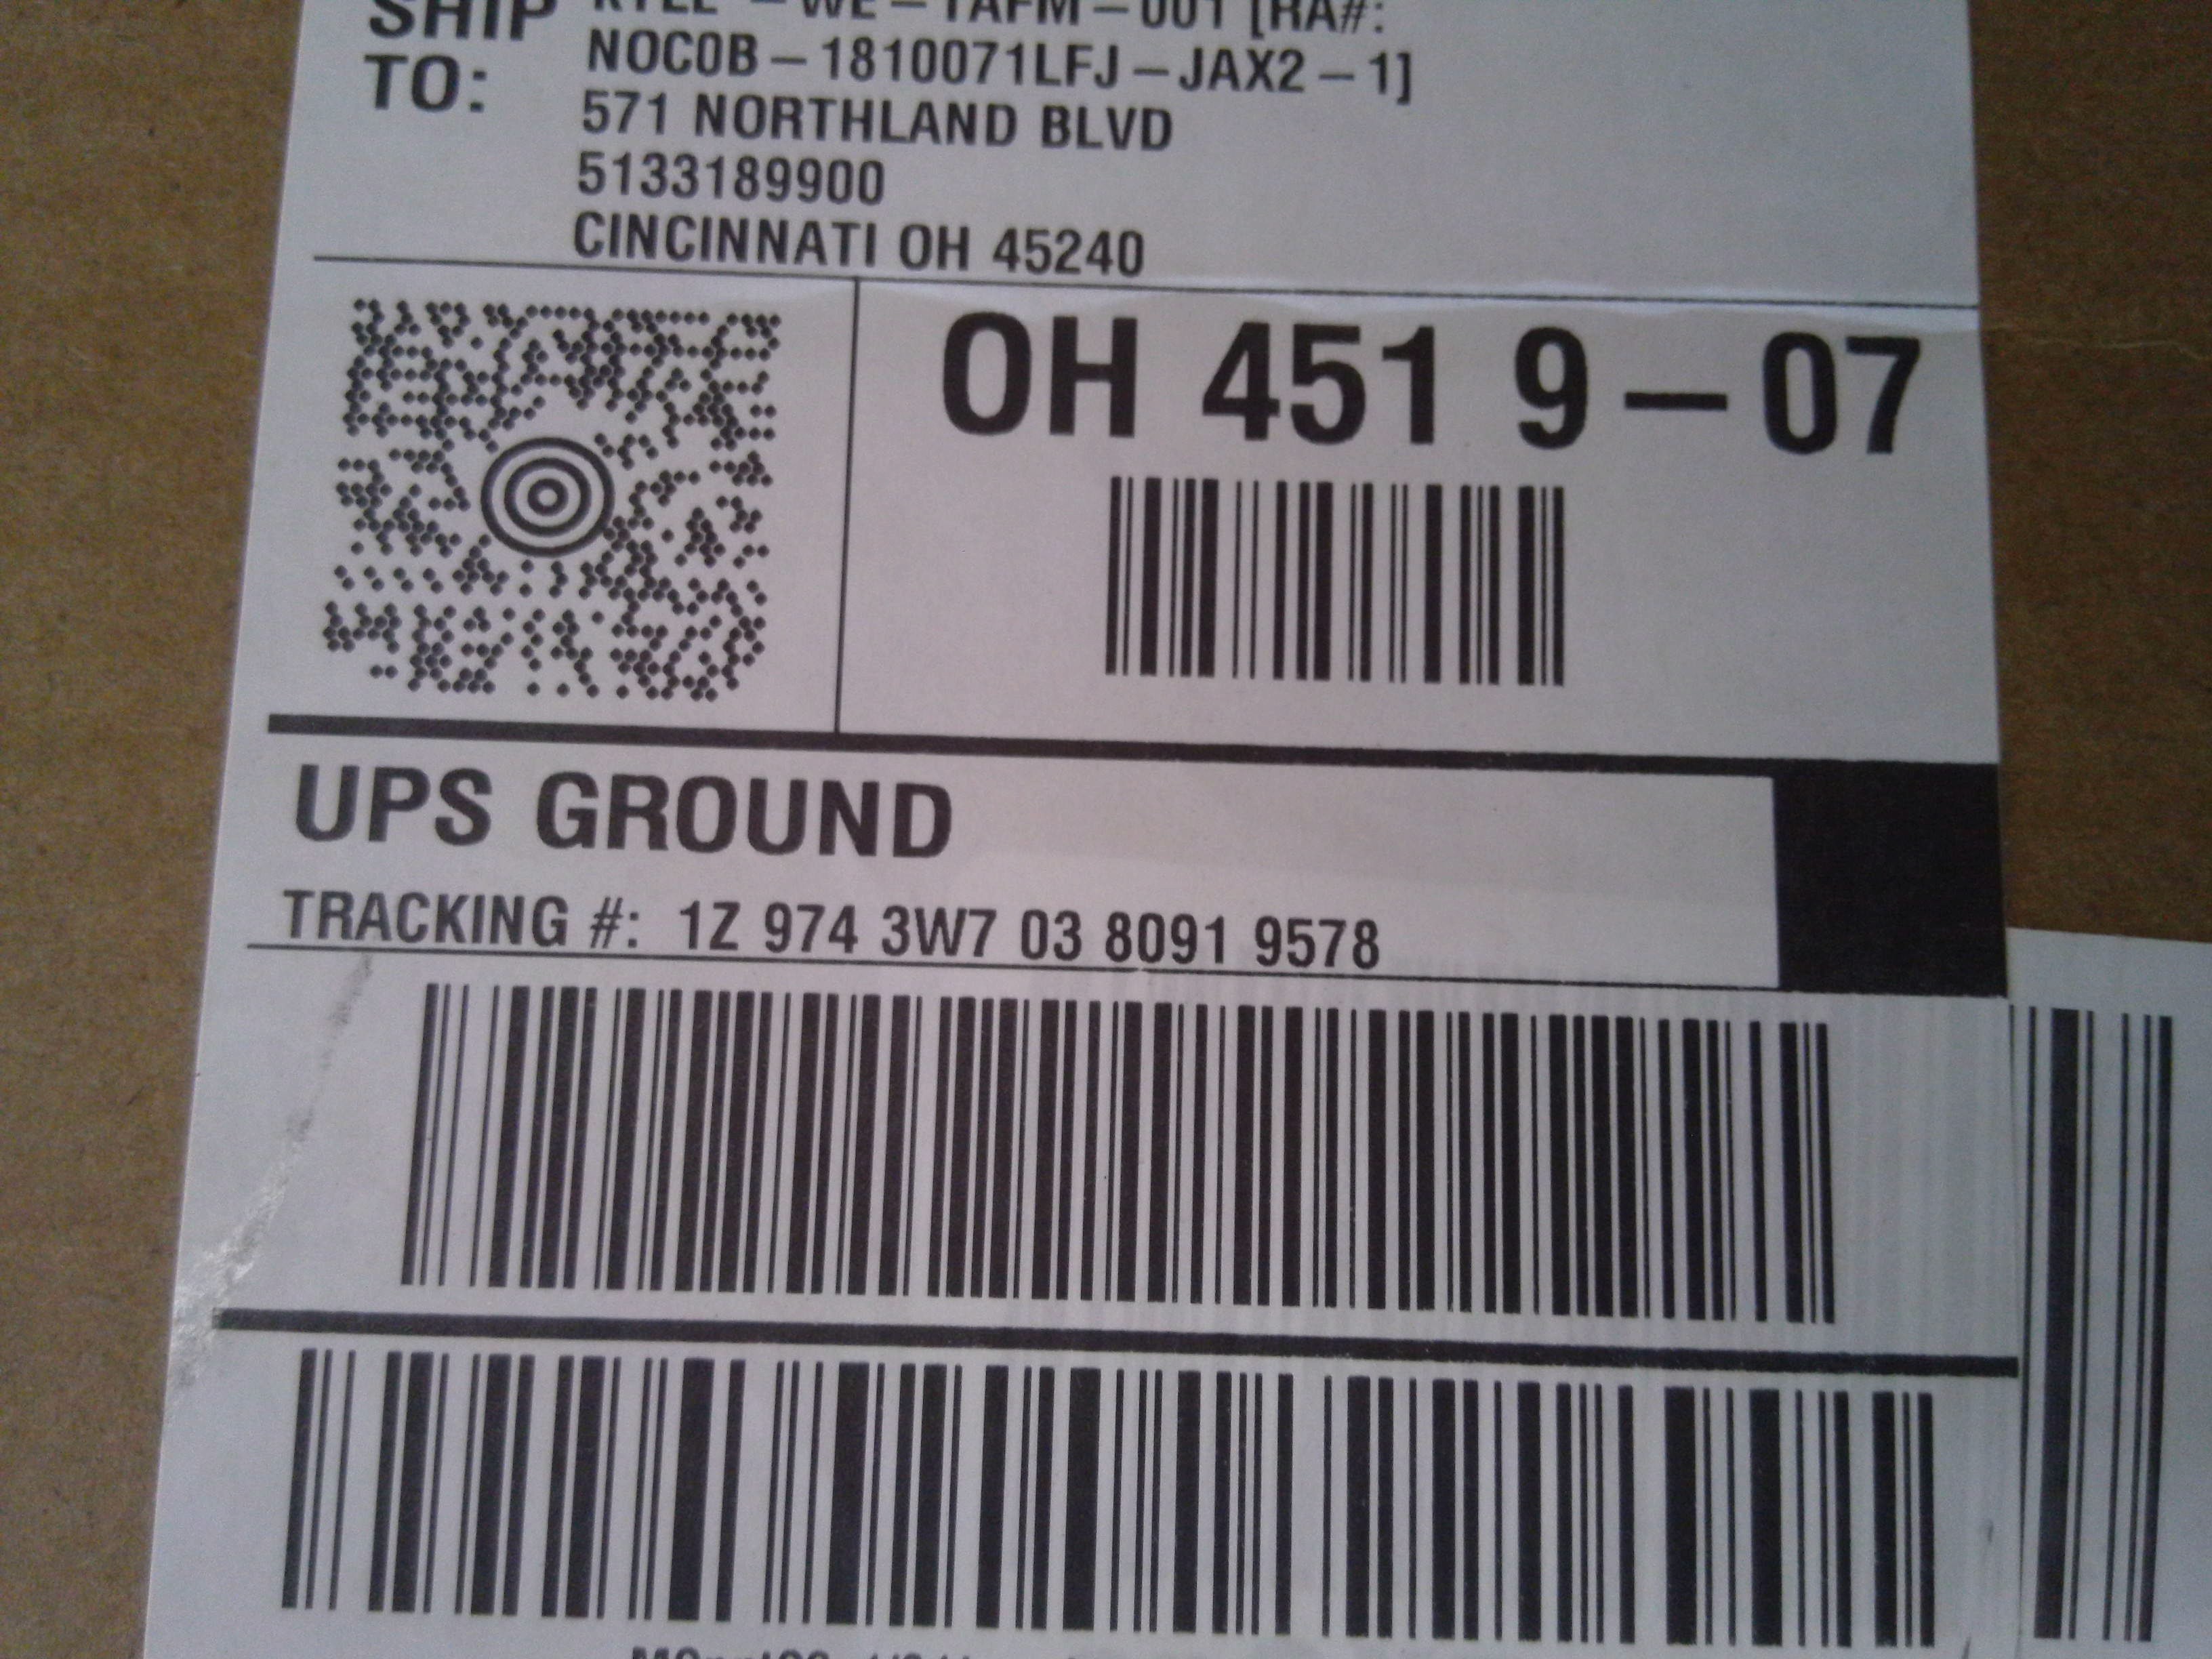 SHIP
TO:
NOC0B – 1810071LFJ – JAX2 – 1]
571 NORTHLAND BLVD
5133189900
CINCINNATI OH 45240
OH 451 9 – 07
UPS GROUND
TRACKING #: 1Z 974 3W7 03 8091 9578